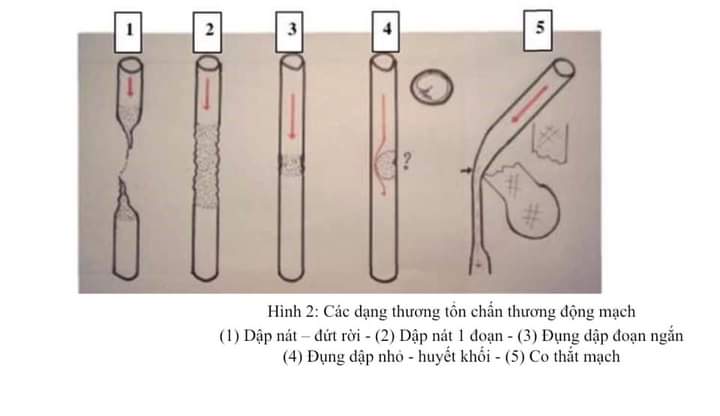 1 2 3 4 5
?
Hình 2: Các dạng thương tổn chấn thương động mạch
(1) Dập nát – đứt rời - (2) Dập nát 1 đoạn - (3) Đụng dập đoạn ngắn
(4) Đụng dập nhỏ - huyết khối - (5) Co thắt mạch